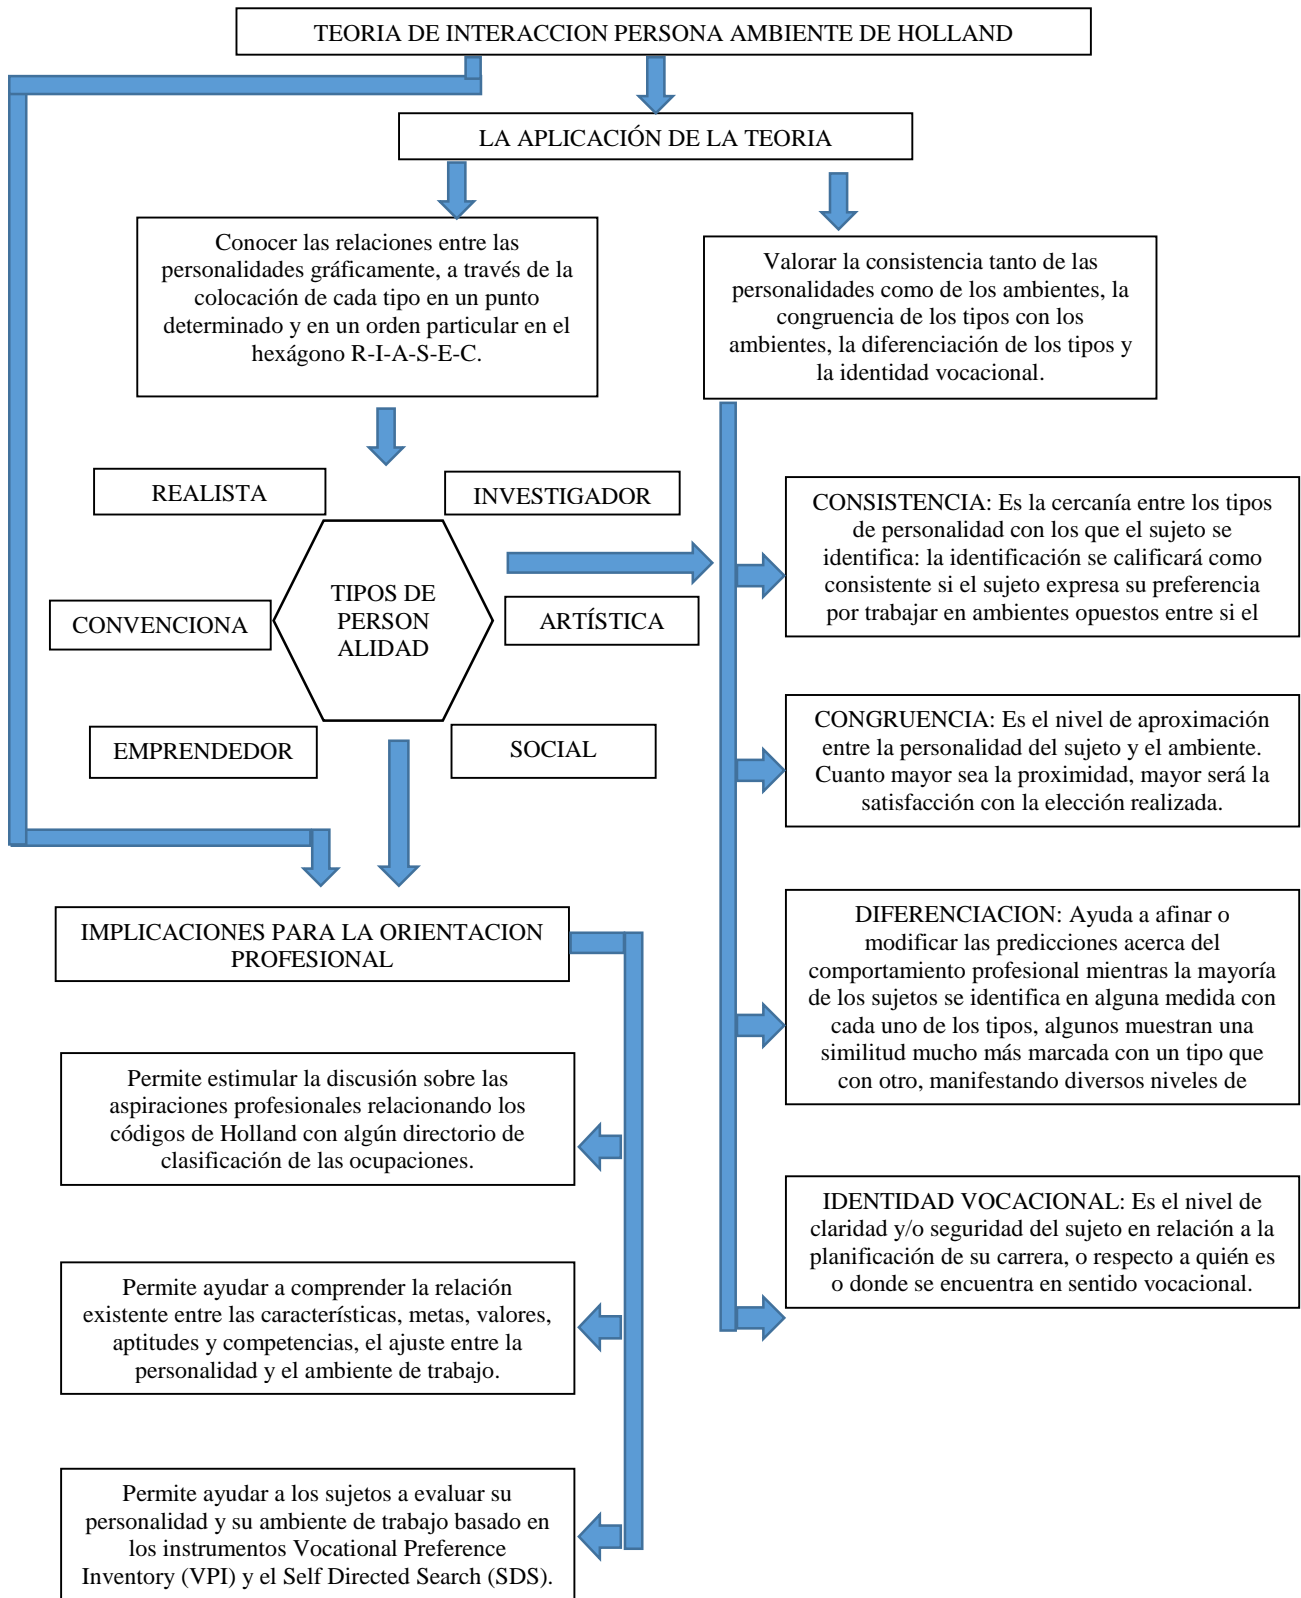 TEORIA DE INTERACCION PERSONA AMBIENTE DE HOLLAND
LA APLICACIÓN DE LA TEORIA
Conocer las relaciones entre las
personalidades gráficamente, a través de la
colocación de cada tipo en un punto
determinado y en un orden particular en el
hexágono R-I-A-S-E-C.
Valorar la consistencia tanto de las
personalidades como de los ambientes, la
congruencia de los tipos con los
ambientes, la diferenciación de los tipos y
la identidad vocacional.
REALISTA
INVESTIGADOR
TIPOS DE
PERSON
ALIDAD
CONVENCIONA
ARTÍSTICA
EMPRENDEDOR
SOCIAL
CONSISTENCIA: Es la cercanía entre los tipos
de personalidad con los que el sujeto se
identifica: la identificación se calificará como
consistente si el sujeto expresa su preferencia
por trabajar en ambientes opuestos entre si el
CONGRUENCIA: Es el nivel de aproximación
entre la personalidad del sujeto y el ambiente.
Cuanto mayor sea la proximidad, mayor será la
satisfacción con la elección realizada.
DIFERENCIACION: Ayuda a afinar o
modificar las predicciones acerca del
comportamiento profesional mientras la mayoría
de los sujetos se identifica en alguna medida con
cada uno de los tipos, algunos muestran una
similitud mucho más marcada con un tipo que
con otro, manifestando diversos niveles de
IDENTIDAD VOCACIONAL: Es el nivel de
claridad y/o seguridad del sujeto en relación a la
planificación de su carrera, o respecto a quién es
o donde se encuentra en sentido vocacional.
IMPLICACIONES PARA LA ORIENTACION
PROFESIONAL
Permite estimular la discusión sobre las
aspiraciones profesionales relacionando los
códigos de Holland con algún directorio de
clasificación de las ocupaciones.
Permite ayudar a comprender la relación
existente entre las características, metas, valores,
aptitudes y competencias, el ajuste entre la
personalidad y el ambiente de trabajo.
Permite ayudar a los sujetos a evaluar su
personalidad y su ambiente de trabajo basado en
los instrumentos Vocational Preference
Inventory (VPI) y el Self Directed Search (SDS).